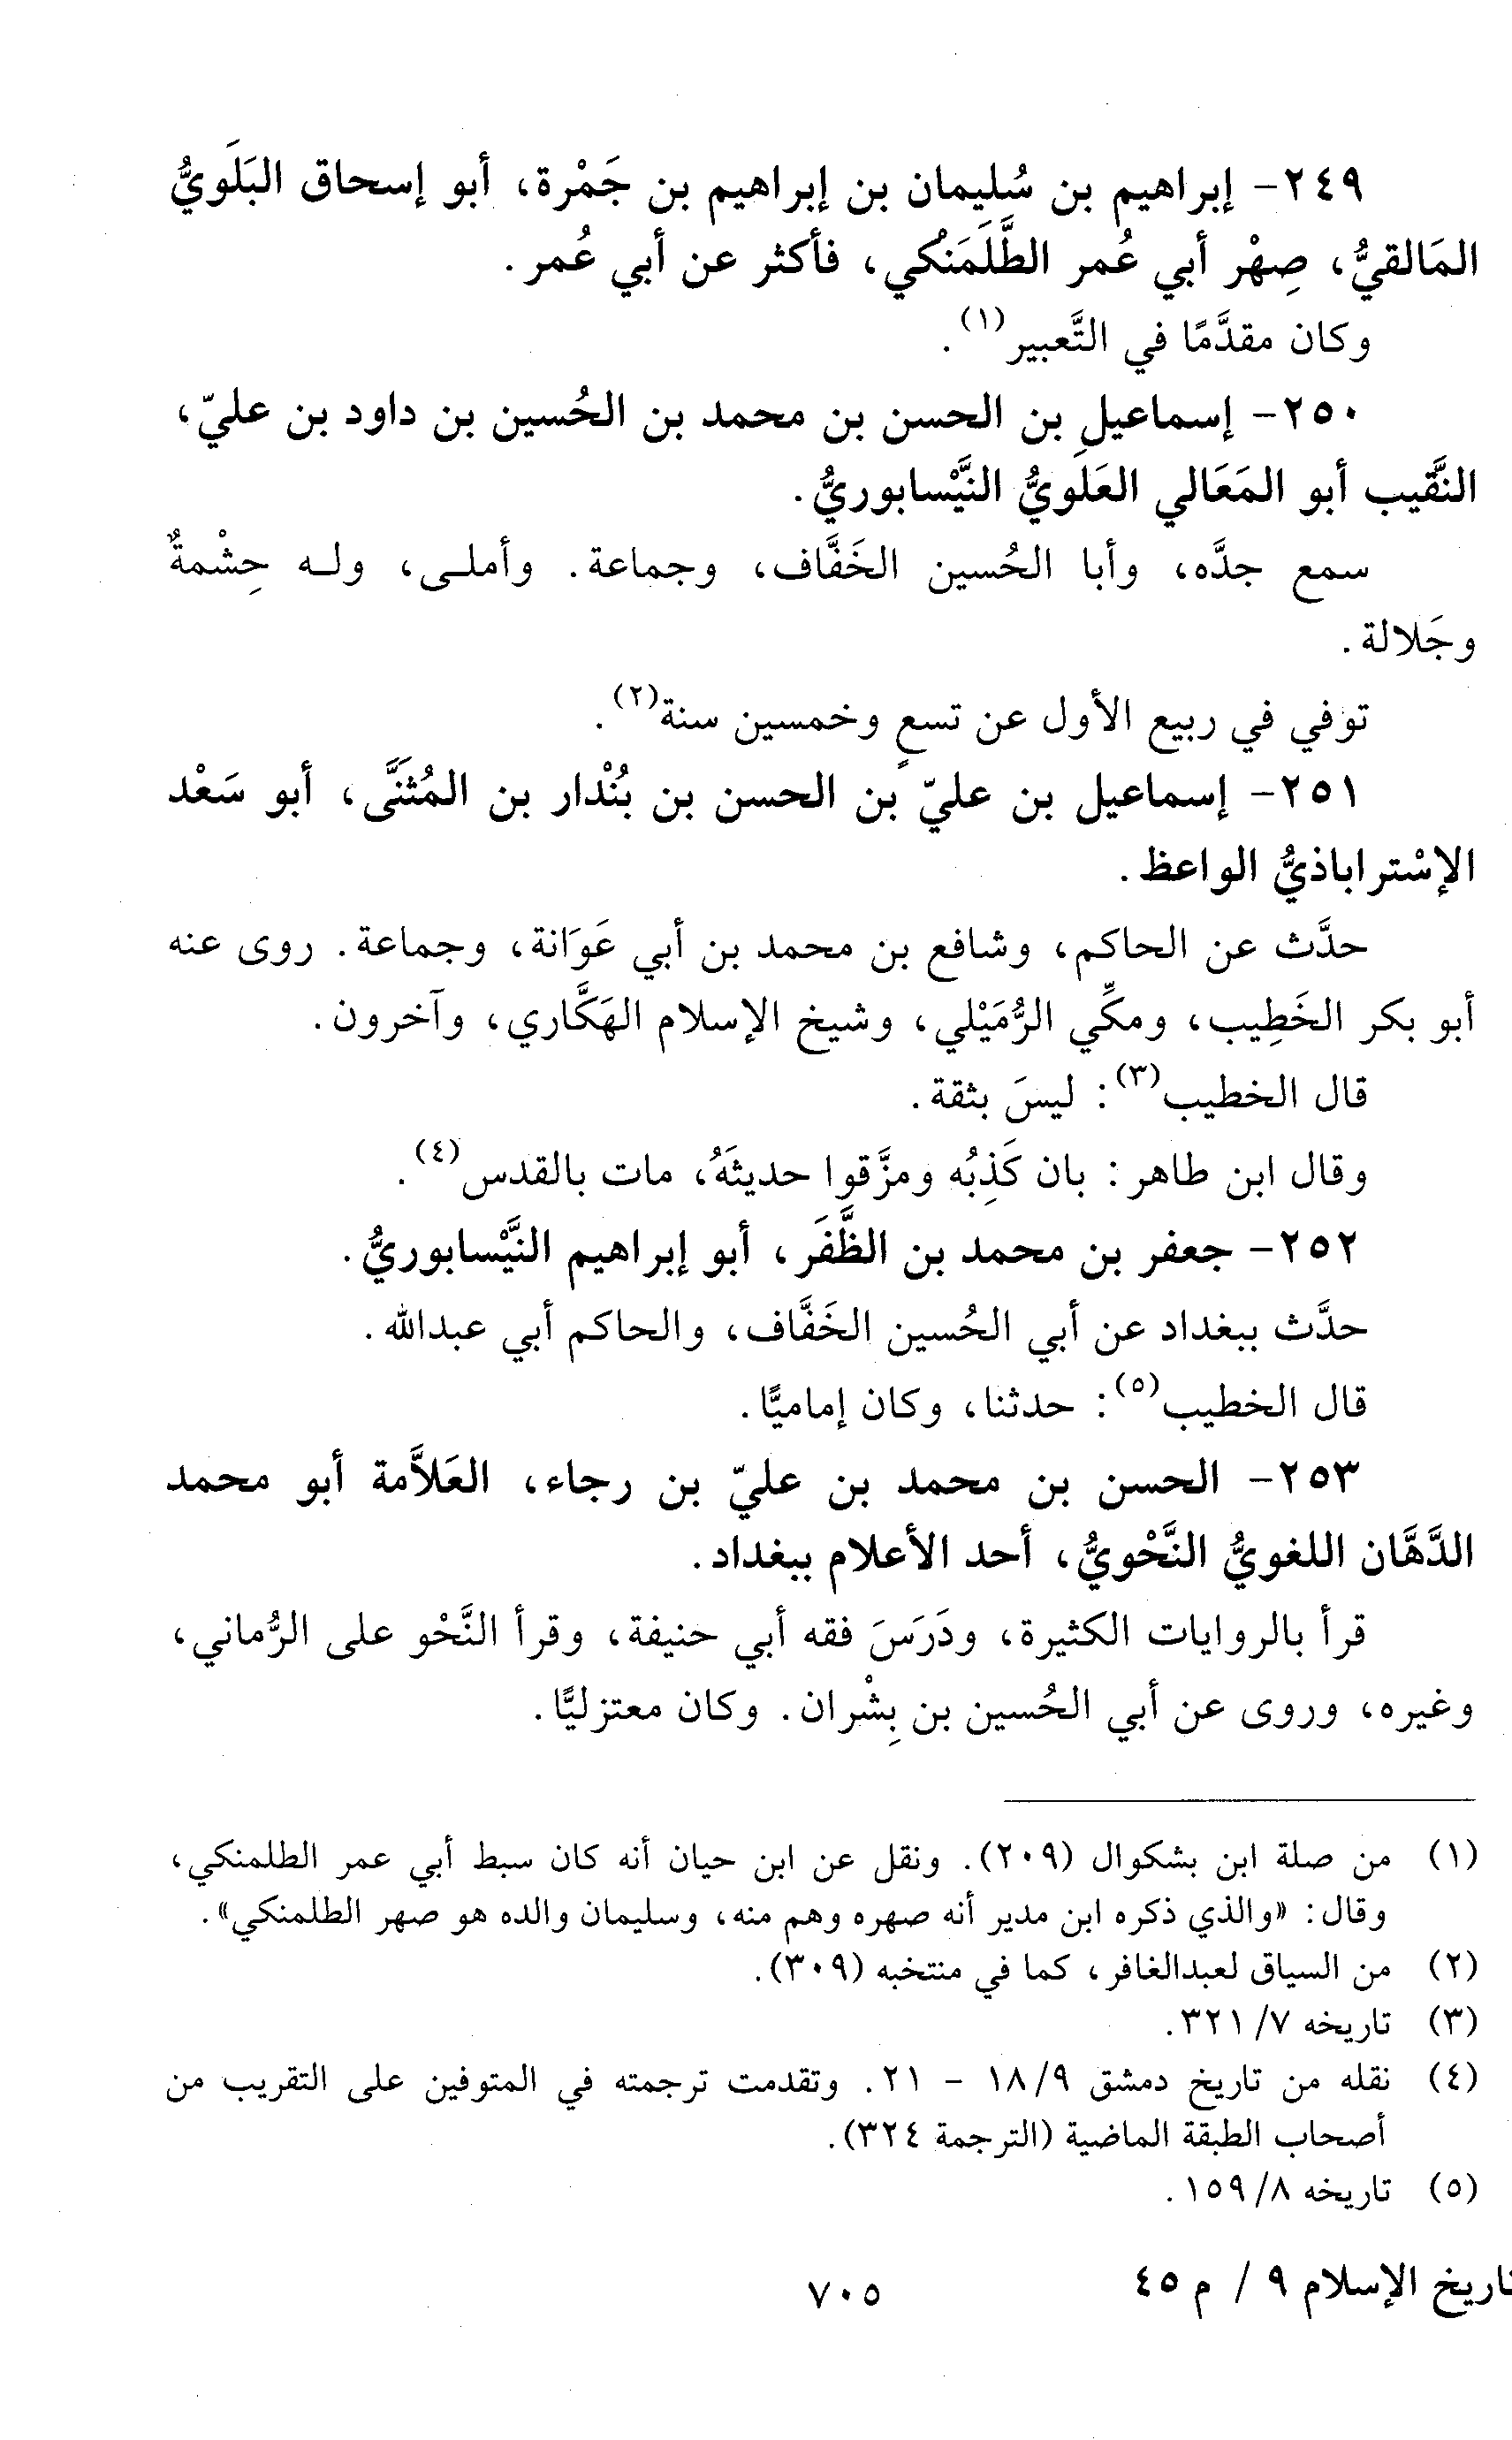 ٢٤٩- إبراهيم بن سُليمان بن إبراهيم بن جَمْرة، أبو إسحاق البَلَويُّ
المَالقيُّ، صِهْر أبي عُمر الطَّلَمَنْكي، فأكثر عن أبي عُمر.
وكان مقدَّمًا في التَّعبير(١).
٢٥٠- إسماعيل بن الحسن بن محمد بن الحُسين بن داود بن عليّ،
النَّقيب أبو المَعَالي العَلَويُّ النَّيْسابوريُّ.
سمع جدَّه، وأبا الحُسين الخَفَّاف، وجماعة. وأملـى، ولـه حِشْمةٌ
وجَلالة.
توفي في ربيع الأول عن تسعٍ وخمسين سنة(٢).
٢٥١- إسماعيل بن عليّ بن الحسن بن بُنْدار بن المُثنَّى، أبو سَعْد
الإسْتراباذيُّ الواعظ.
حدَّث عن الحاكم، وشافع بن محمد بن أبي عَوَانة، وجماعة. روى عنه
أبو بكر الخَطِيب، ومكِّي الرُّمَيْلي، وشيخ الإسلام الهَكَّاري، وآخرون.
قال الخطيب(٣): ليسَ بثقة.
وقال ابن طاهر: بان كَذِبُه ومزَّقوا حديثَهُ، مات بالقدس(٤).
٢٥٢- جعفر بن محمد بن الظَّفَر، أبو إبراهيم النَّيْسابوريُّ.
حدَّث ببغداد عن أبي الحُسين الخَفَّاف، والحاكم أبي عبدالله.
قال الخطيب(٥): حدثنا، وكان إماميًّا.
٢٥٣- الحسن بن محمد بن عليّ بن رجاء، العَلاَّمة أبو محمد
الدَّهَّان اللغويُّ النَّحْويُّ، أحد الأعلام ببغداد.
قرأ بالروايات الكثيرة، ودَرَسَ فقه أبي حنيفة، وقرأ النَّحْو على الرُّماني،
وغيره، وروى عن أبي الحُسين بن بِشْران. وكان معتزليًّا.
(١) من صلة ابن بشكوال (٢٠٩). ونقل عن ابن حيان أنه كان سبط أبي عمر الطلمنكي،
وقال: «والذي ذكره ابن مدير أنه صهره وهم منه، وسليمان والده هو صهر الطلمنكي».
(٢) من السياق لعبدالغافر، كما في منتخبه (٣٠٩).
(٣) تاريخه ٧/ ٣٢١.
(٤) نقله من تاريخ دمشق ٩/ ١٨ - ٢١. وتقدمت ترجمته في المتوفين على التقريب من
أصحاب الطبقة الماضية (الترجمة ٣٢٤).
(٥) تاريخه ٨/ ١٥٩.
تاريخ الإسلام ٩ / م ٤٥
٧٠٥